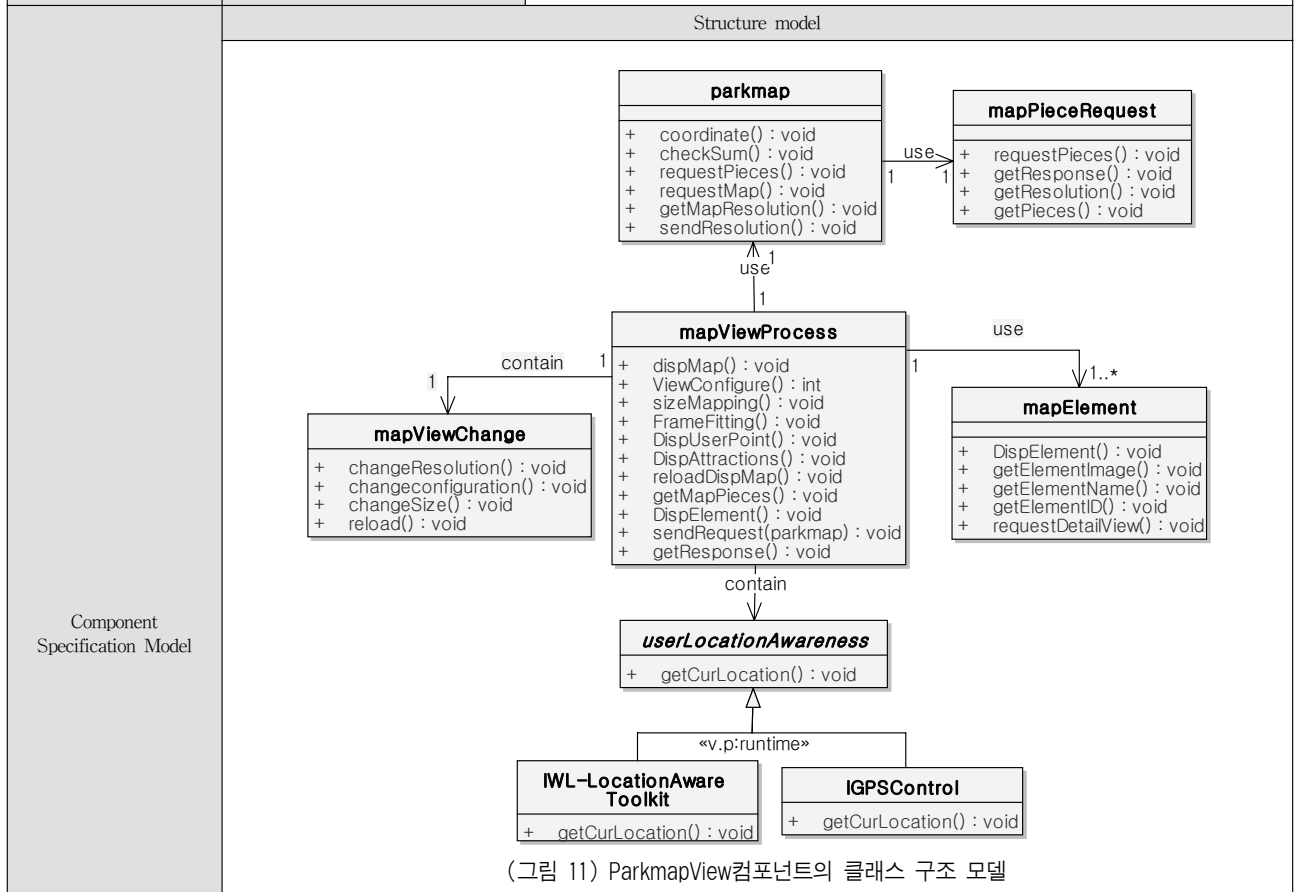 Structure model
parkmap
+ coordinate() : void
+ checkSum() : void
+ requestPieces() : void
+ requestMap() : void
+ getMapResolution() : void
+ sendResolution() : void
use
1
1
mapPieceRequest
+ requestPieces() : void
+ getResponse() : void
+ getResolution() : void
+ getPieces() : void
1
use
1
mapViewProcess
+ dispMap() : void
+ ViewConfigure() : int
+ sizeMapping() : void
+ FrameFitting() : void
+ DispUserPoint() : void
+ DispAttractions() : void
+ reloadDispMap() : void
+ getMapPieces() : void
+ DispElement() : void
+ sendRequest(parkmap) : void
+ getResponse() : void
contain
1
1
mapViewChange
+ changeResolution() : void
+ changeconfiguration() : void
+ changeSize() : void
+ reload() : void
use
1
1..*
mapElement
+ DispElement() : void
+ getElementImage() : void
+ getElementName() : void
+ getElementID() : void
+ requestDetailView() : void
contain
userLocationAwareness
+ getCurLocation() : void
«v.p:runtime»
IWL-LocationAware
Toolkit
+ getCurLocation() : void
IGPSControl
+ getCurLocation() : void
Component
Specification Model
(그림 11) ParkmapView컴포넌트의 클래스 구조 모델